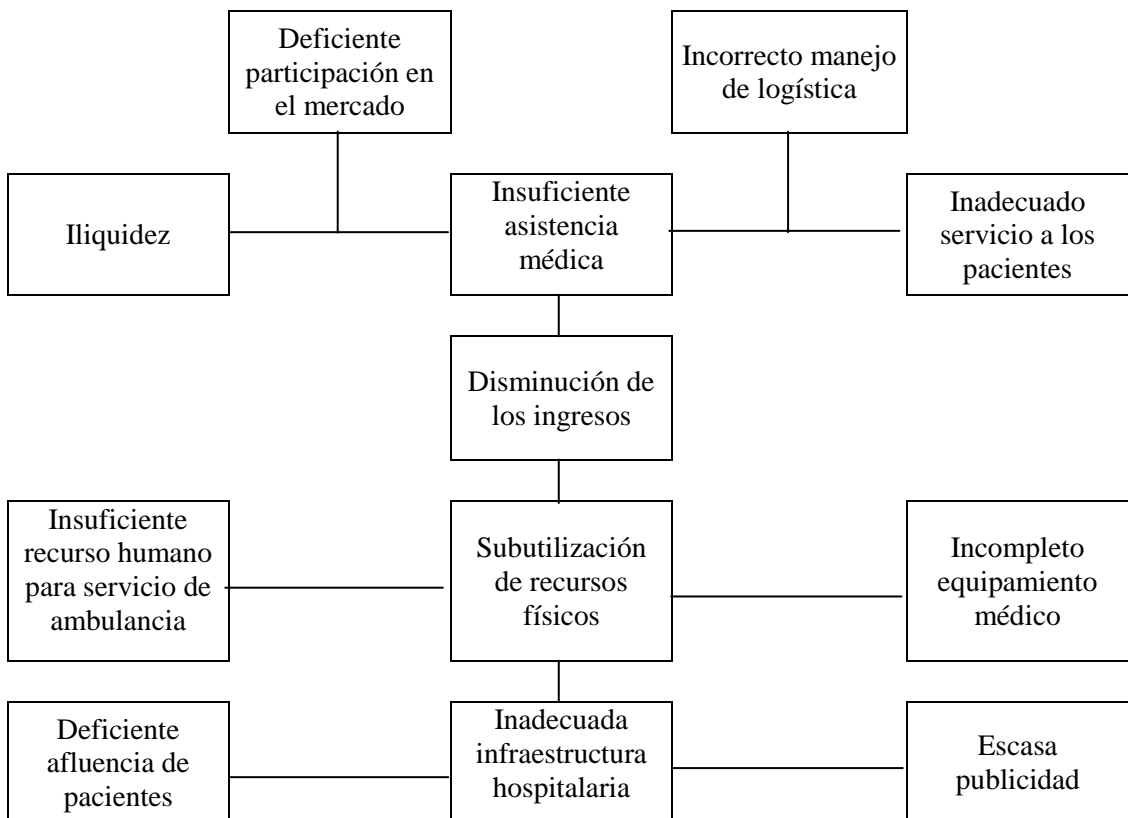 Deficiente
participación en
el mercado
Incorrecto manejo
de logística
Iliquidez
Insuficiente
asistencia
médica
Inadecuado
servicio a los
pacientes
Disminución de
los ingresos
Insuficiente
recurso humano
para servicio de
ambulancia
Subutilización
de recursos
físicos
Incompleto
equipamiento
médico
Deficiente
afluencia de
pacientes
Inadecuada
infraestructura
hospitalaria
Escasa
publicidad